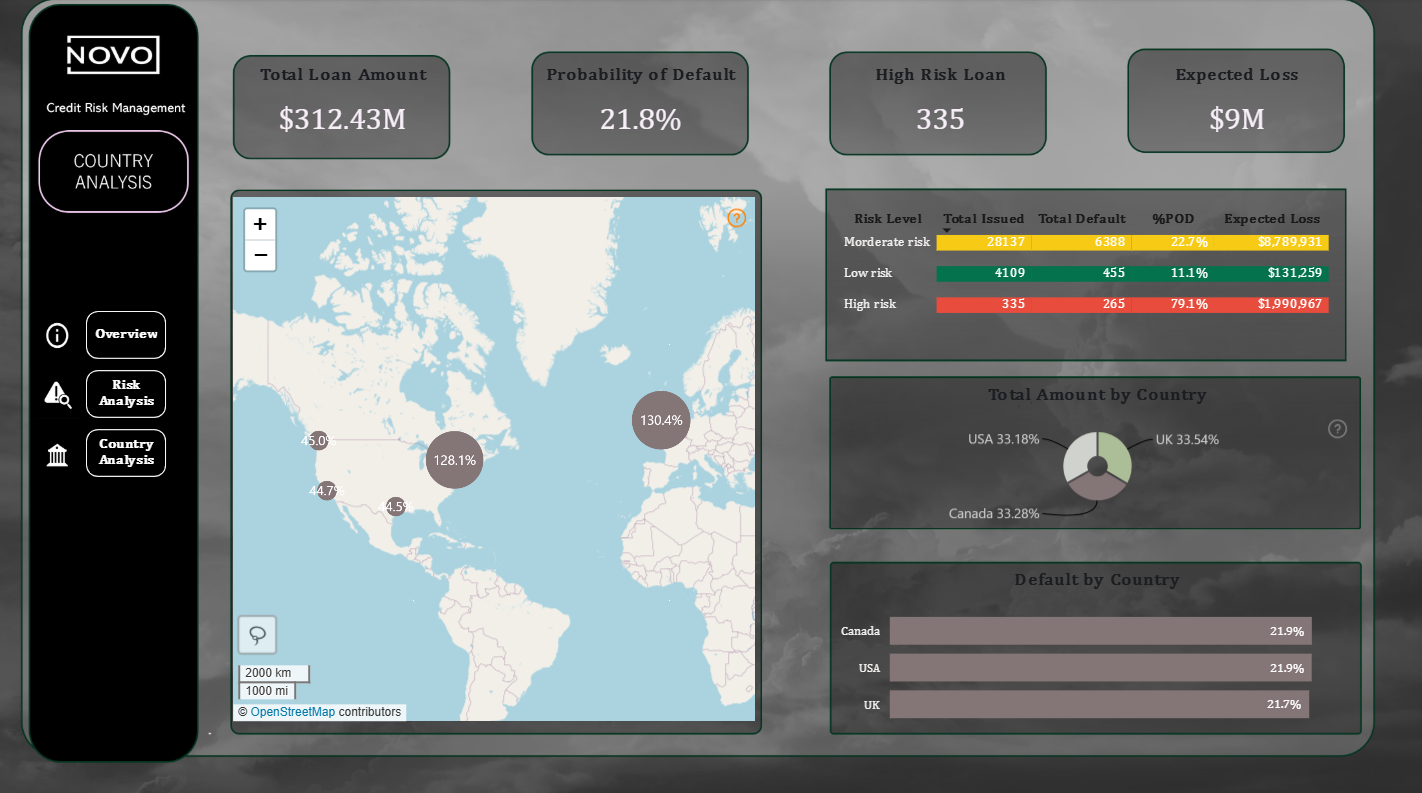 NOVO
Credit Risk Management
COUNTRY
ANALYSIS
Overview
Risk
Analysis
Country
Analysis
Total Loan Amount
$312.43M
Probability of Default
21.8%
High Risk Loan
335
Expected Loss
$9M
+
−
?
45.0%
128.1%
130.4%
44.7%
44.5%
2000 km
1000 mi
© OpenStreetMap contributors
Risk Level Total Issued Total Default %POD Expected Loss
Morderate risk 28137 6388 22.7% $8,789,931
Low risk 4109 455 11.1% $131,259
High risk 335 265 79.1% $1,990,967
Total Amount by Country
?
USA 33.18% UK 33.54%
Canada 33.28%
Default by Country
Canada 21.9%
USA 21.9%
UK 21.7%